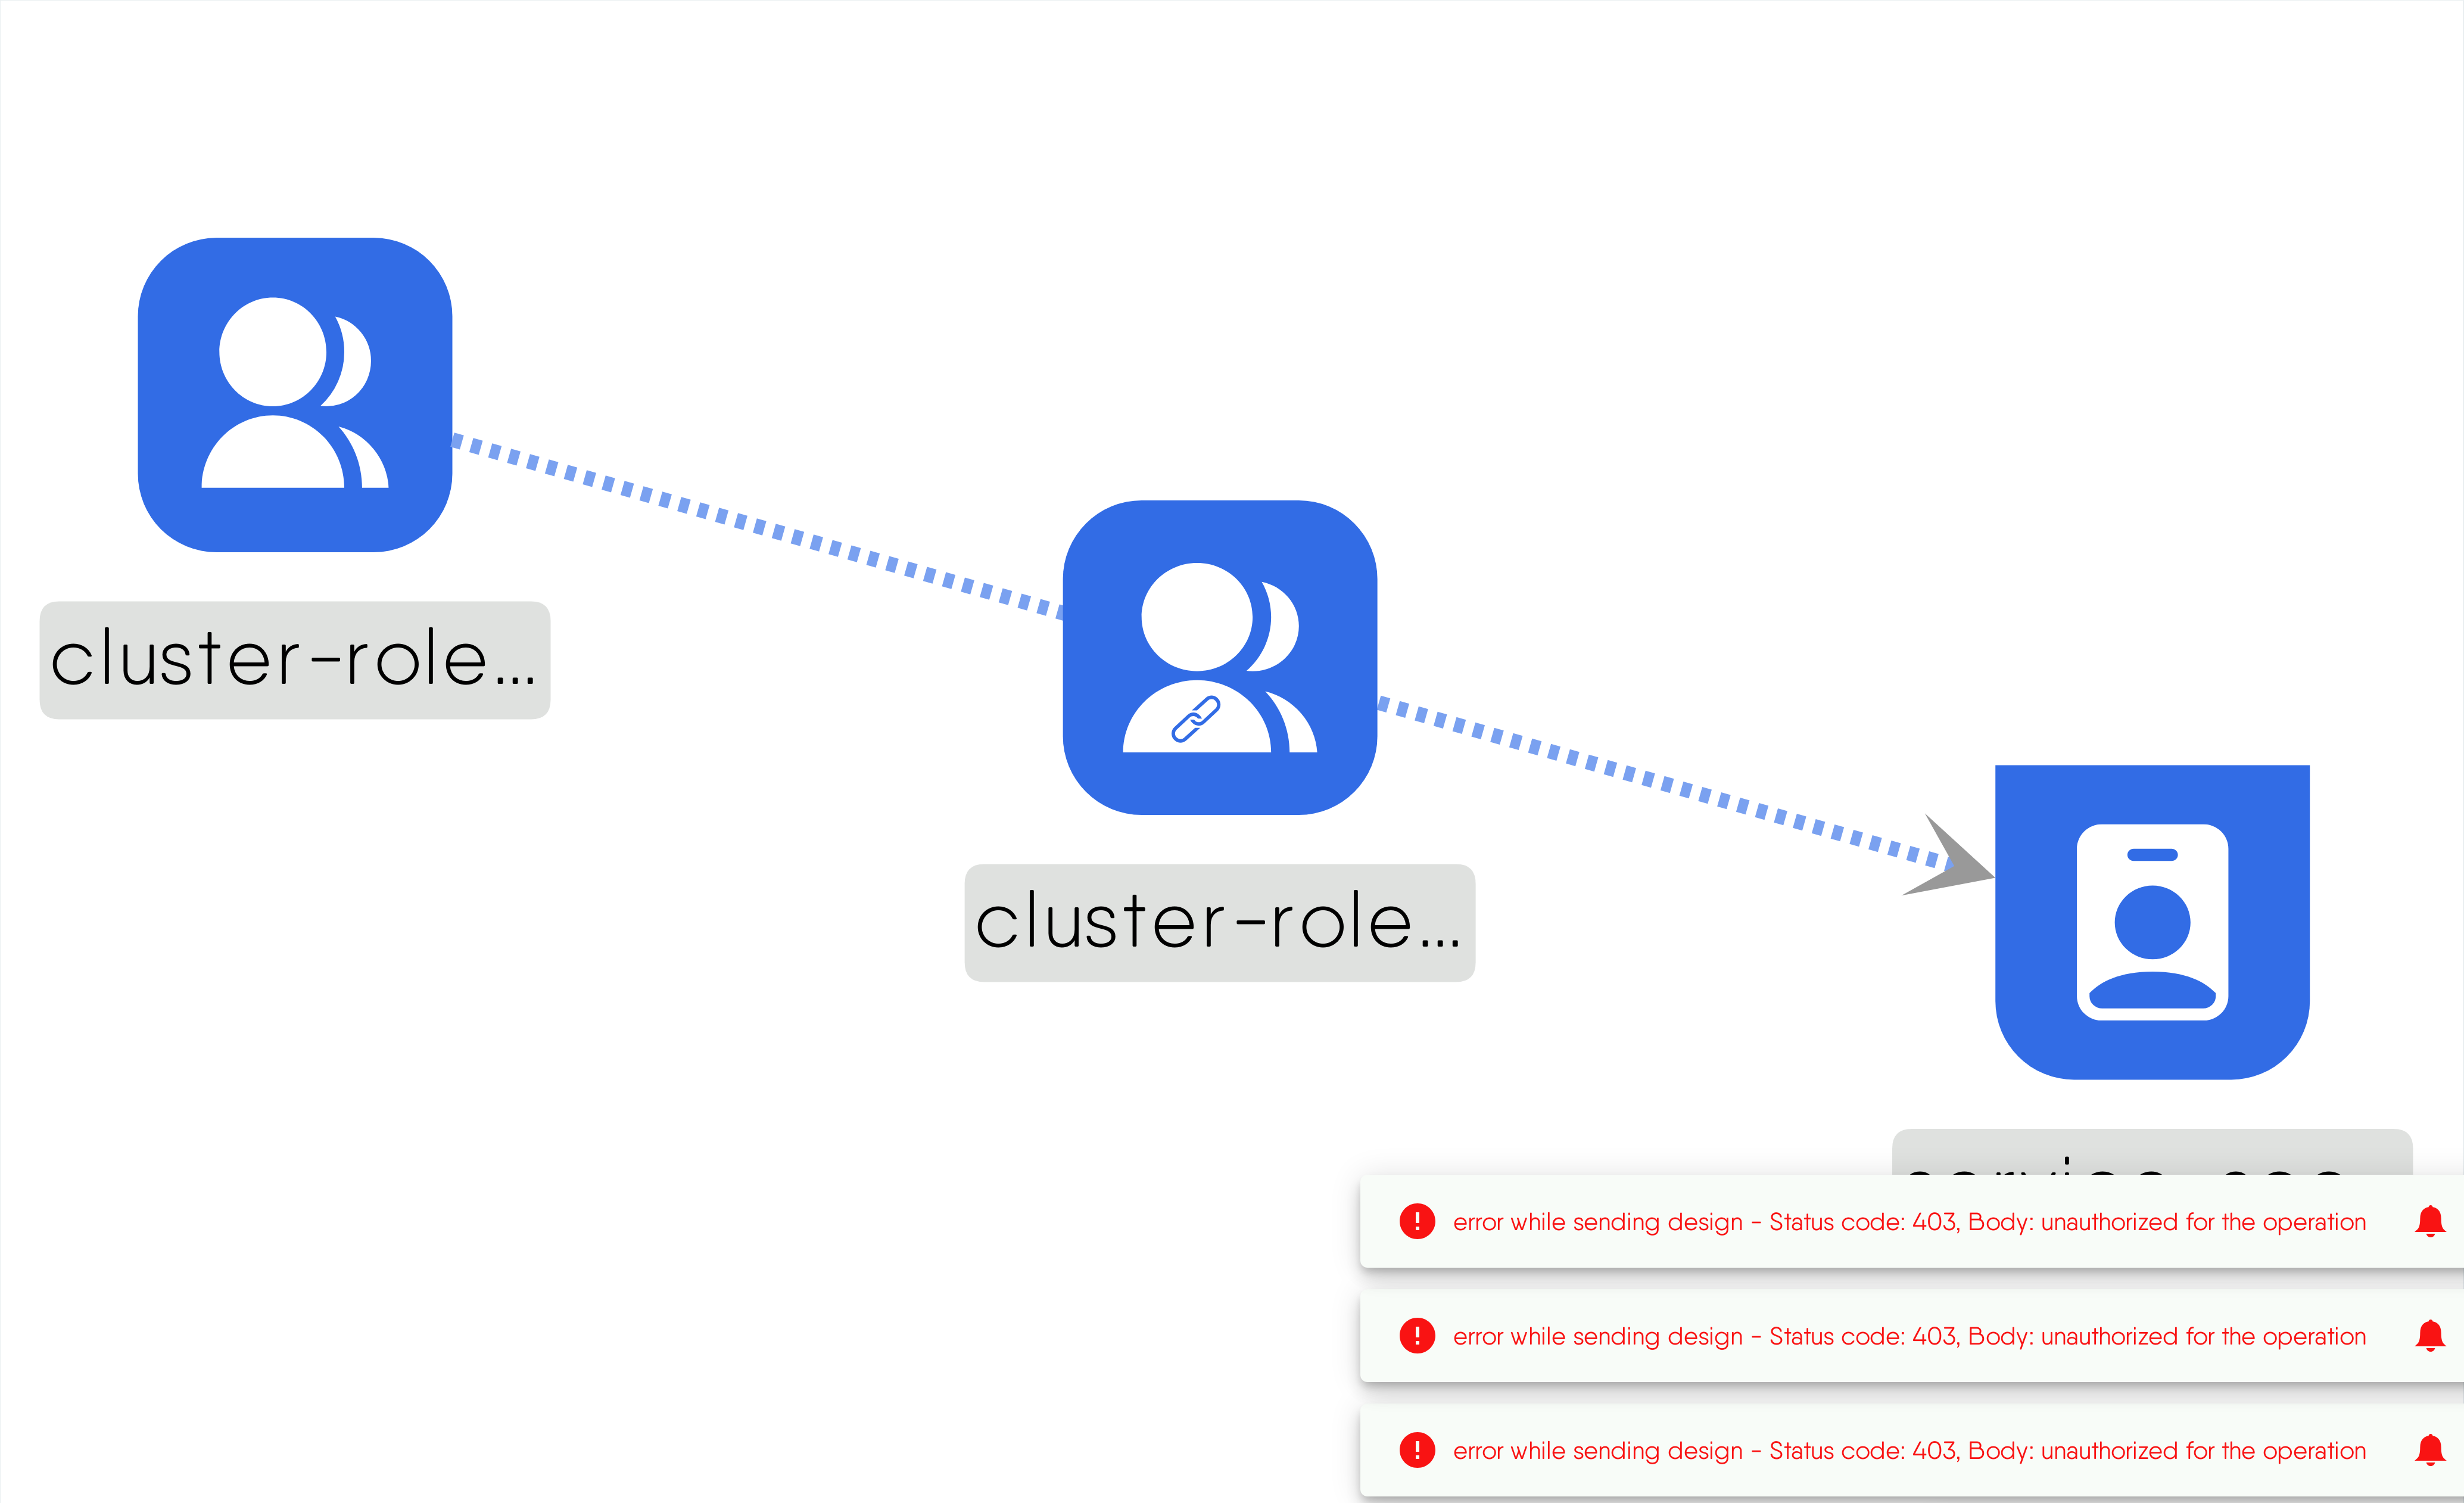 cluster-role...
cluster-role...
error while sending design - Status code: 403, Body: unauthorized for the operation
error while sending design - Status code: 403, Body: unauthorized for the operation
error while sending design - Status code: 403, Body: unauthorized for the operation